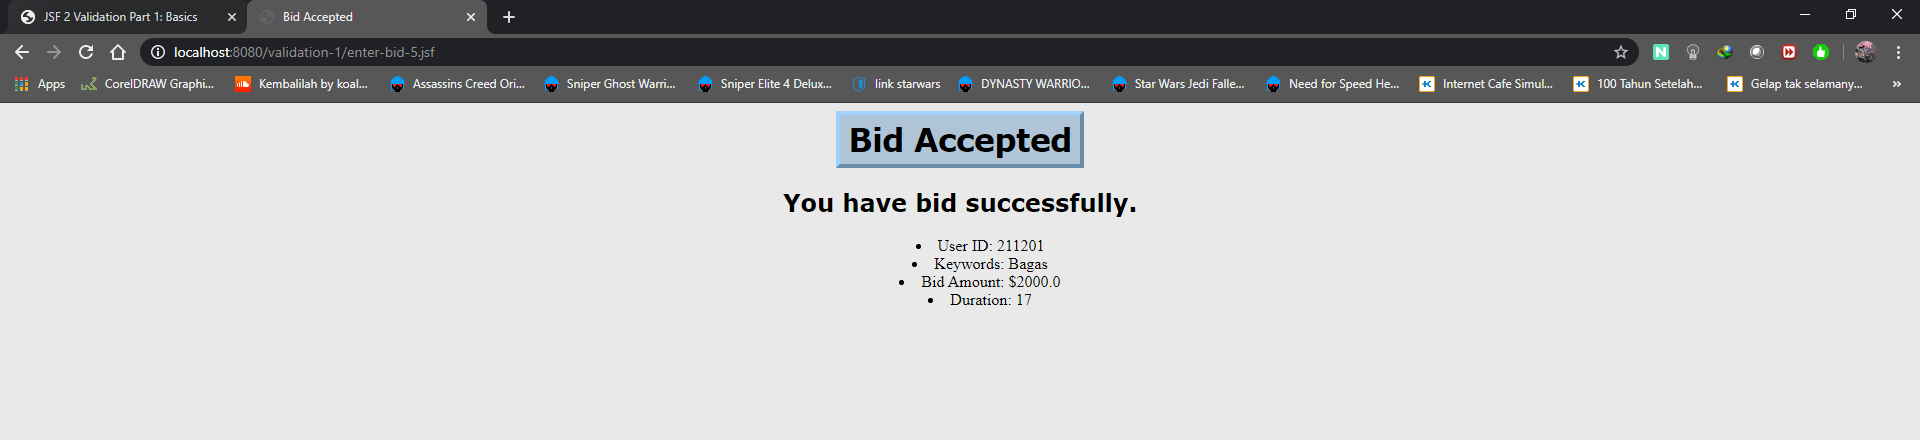 JSF 2 Validation Part 1: Basics
Bid Accepted
localhost:8080/validation-1/enter-bid-5.jsf
Apps
CorelDRAW Graphi...
Kembalilah by koal...
Assassins Creed Ori...
Sniper Ghost Warri...
Sniper Elite 4 Delux...
link starwars
DYNASTY WARRIO...
Star Wars Jedi Falle...
Need for Speed He...
Internet Cafe Simul...
100 Tahun Setelah...
Gelap tak selamany...
Bid Accepted
You have bid successfully.
• User ID: 211201
• Keywords: Bagas
• Bid Amount: $2000.0
• Duration: 17